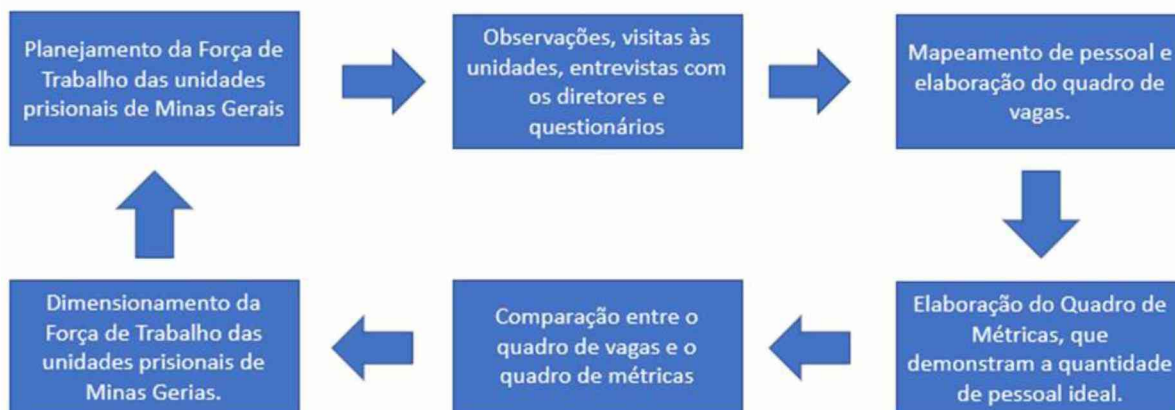 Planejamento da Força de
Trabalho das unidades
prisionais de Minas Gerais
Observações, visitas às
unidades, entrevistas com
os diretores e
questionários
Mapeamento de pessoal e
elaboração do quadro de
vagas.
Elaboração do Quadro de
Métricas, que
demonstram a quantidade
de pessoal ideal.
Comparação entre o
quadro de vagas e o
quadro de métricas
Dimensionamento da
Força de Trabalho das
unidades prisionais de
Minas Gerias.